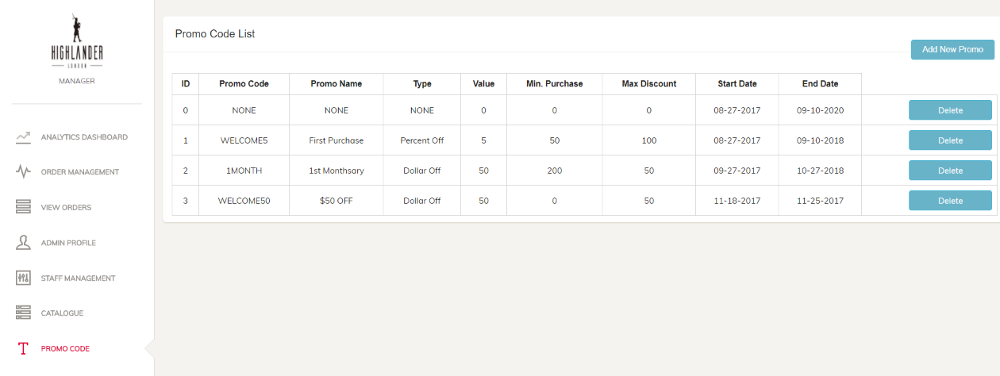 HIGHLANDER
LONDON
MANAGER
ANALYTICS DASHBOARD
ORDER MANAGEMENT
VIEW ORDERS
ADMIN PROFILE
STAFF MANAGEMENT
CATALOGUE
PROMO CODE
Promo Code List
Add New Promo
ID Promo Code Promo Name Type Value Min. Purchase Max Discount Start Date End Date
0 NONE NONE NONE 0 0 0 08-27-2017 09-10-2020 Delete
1 WELCOME5 First Purchase Percent Off 5 50 100 08-27-2017 09-10-2018 Delete
2 1MONTH 1st Monthsary Dollar Off 50 200 50 09-27-2017 10-27-2018 Delete
3 WELCOME50 $50 OFF Dollar Off 50 0 50 11-18-2017 11-25-2017 Delete